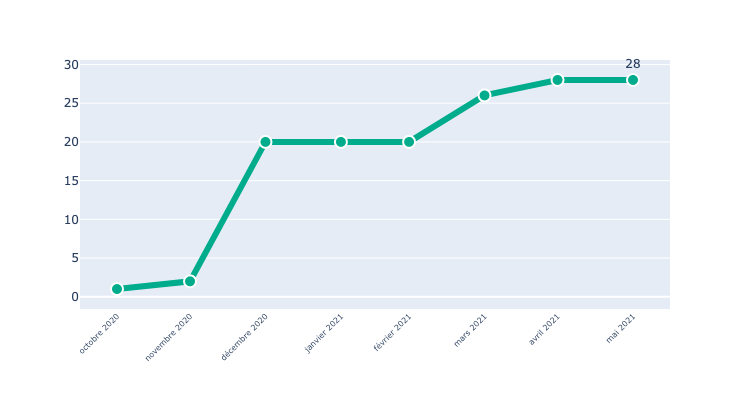 30
28
25
20
15
10
5
0
octobre 2020
novembre 2020
décembre 2020
janvier 2021
février 2021
mars 2021
avril 2021
mai 2021